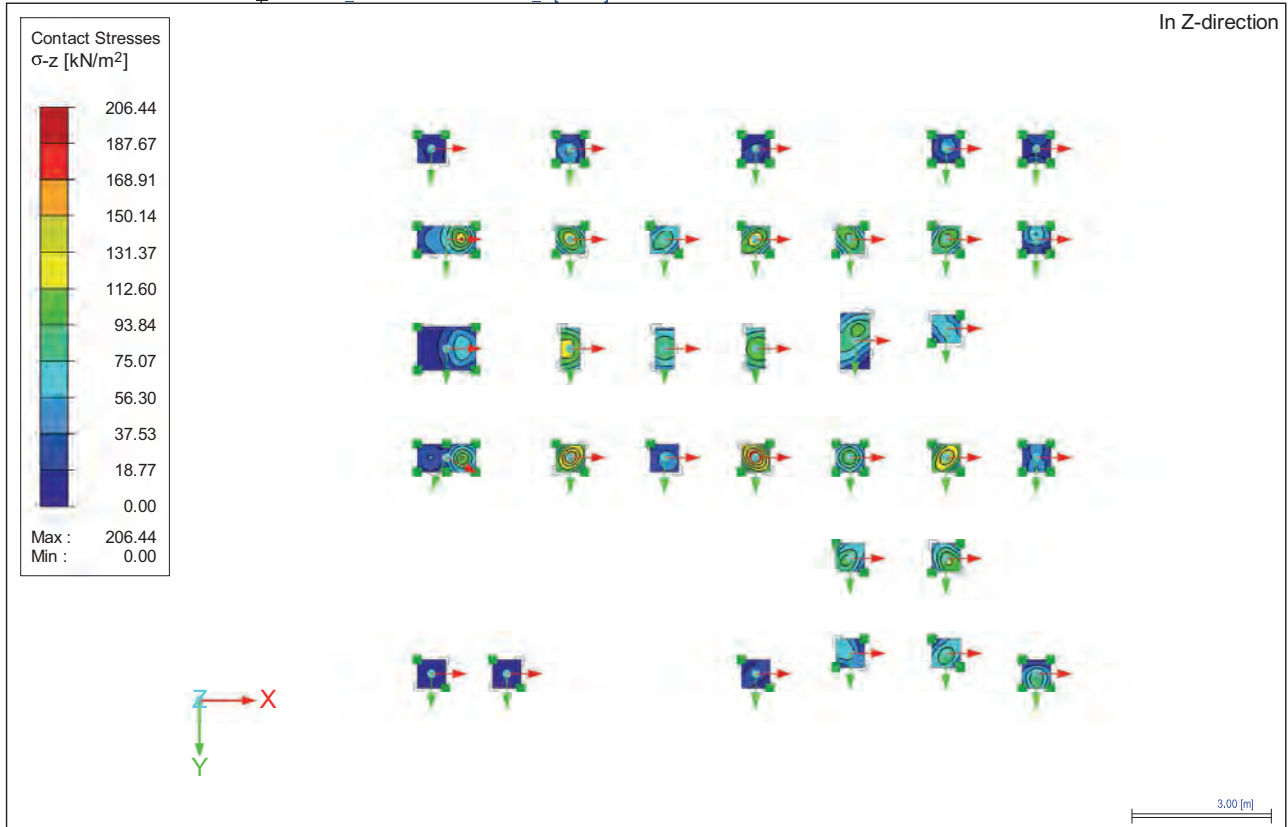 In Z-direction
Contact Stresses
σ-z [kN/m²]
206.44
187.67
168.91
150.14
131.37
112.60
93.84
75.07
56.30
37.53
18.77
0.00
Max : 206.44
Min : 0.00
Z X
Y
3.00 [m]